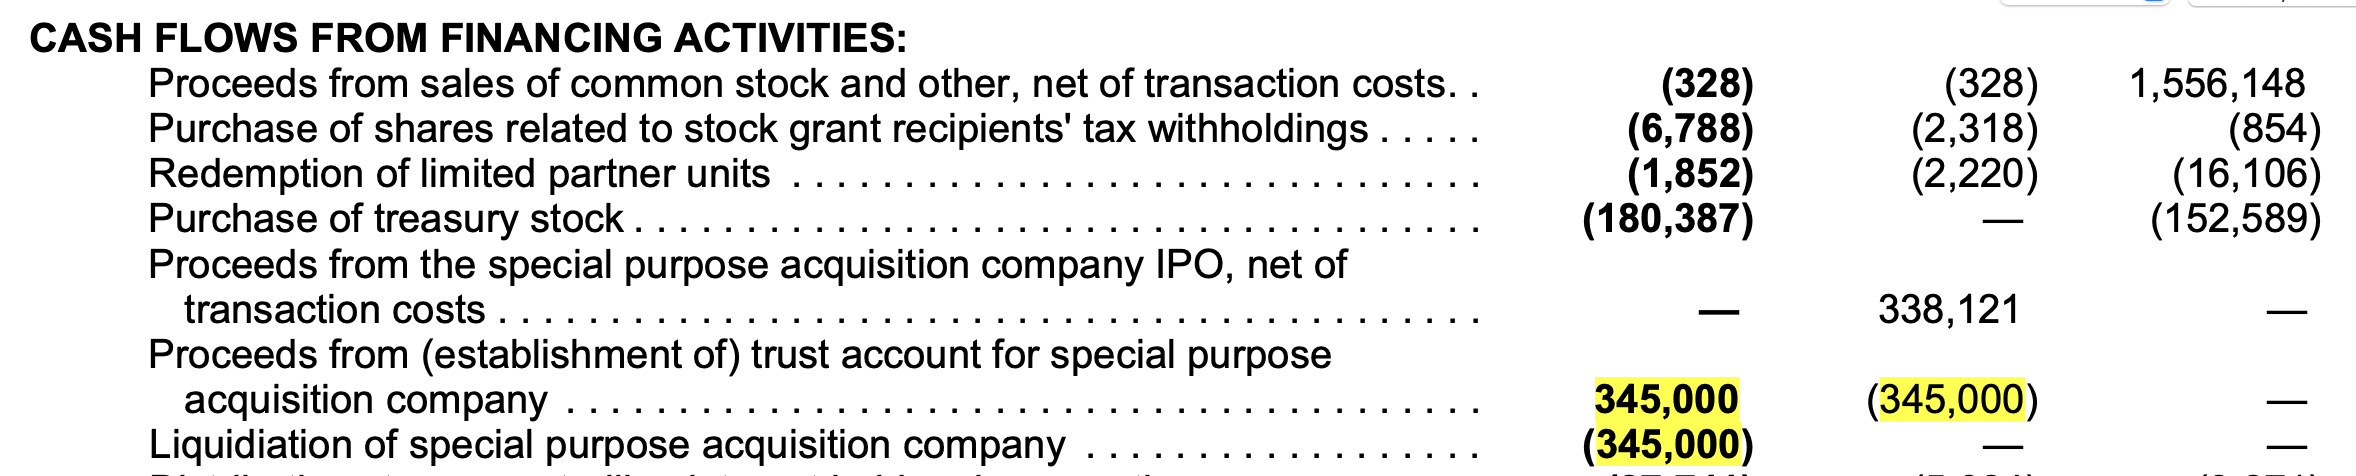 CASH FLOWS FROM FINANCING ACTIVITIES:
Proceeds from sales of common stock and other, net of transaction costs. . (328) (328) 1,556,148
Purchase of shares related to stock grant recipients' tax withholdings . . . . . (6,788) (2,318) (854)
Redemption of limited partner units . . . . . . . . . . . . . . . . . . . . . . . . . . . . . . . (1,852) (2,220) (16,106)
Purchase of treasury stock . . . . . . . . . . . . . . . . . . . . . . . . . . . . . . . . . . . . . . (180,387) — (152,589)
Proceeds from the special purpose acquisition company IPO, net of
transaction costs . . . . . . . . . . . . . . . . . . . . . . . . . . . . . . . . . . . . . . . . . . . . — 338,121 —
Proceeds from (establishment of) trust account for special purpose
acquisition company . . . . . . . . . . . . . . . . . . . . . . . . . . . . . . . . . . . . . . . . . 345,000 (345,000) —
Liquidiation of special purpose acquisition company . . . . . . . . . . . . . . . . . . (345,000) — —